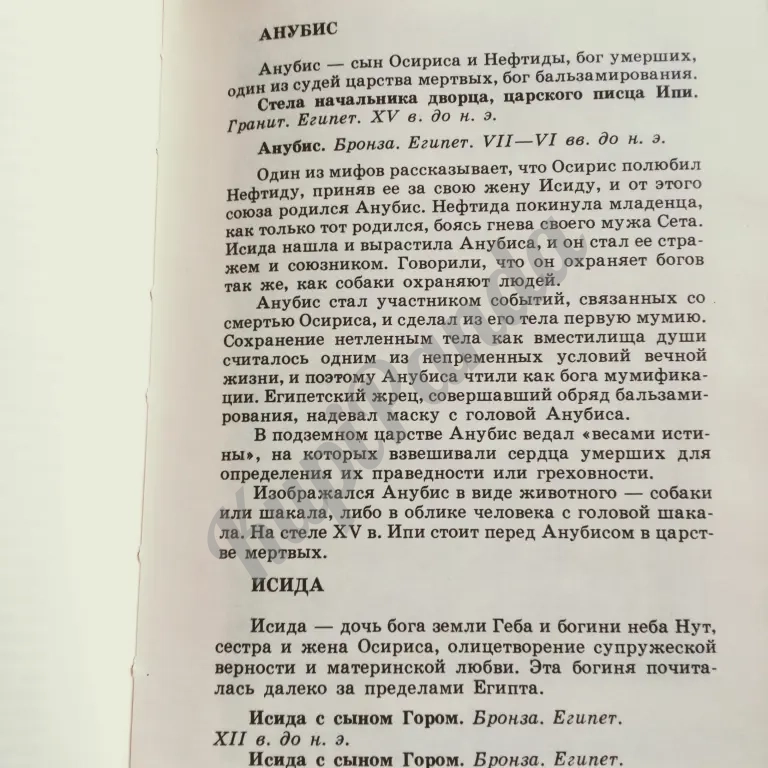 АНУБИС
Анубис — сын Осириса и Нефтиды, бог умерших,
один из судей царства мертвых, бог бальзамирования.
Стела начальника дворца, царского писца Ипи.
Гранит. Египет. XV в. до н. э.
Анубис. Бронза. Египет. VII—VI вв. до н. э.
Один из мифов рассказывает, что Осирис полюбил
Нефтиду, приняв ее за свою жену Исиду, и от этого
союза родился Анубис. Нефтида покинула младенца,
как только тот родился, боясь гнева своего мужа Сета.
Исида нашла и вырастила Анубиса, и он стал ее стра-
жем и союзником. Говорили, что он охраняет богов
так же, как собаки охраняют людей.
Анубис стал участником событий, связанных со
смертью Осириса, и сделал из его тела первую мумию.
Сохранение нетленным тела как вместилища души
считалось одним из непременных условий вечной
жизни, и поэтому Анубиса чтили как бога мумифика-
ции. Египетский жрец, совершавший обряд бальзами-
рования, надевал маску с головой Анубиса.
В подземном царстве Анубис ведал «весами исти-
ны», на которых взвешивали сердца умерших для
определения их праведности или греховности.
Изображался Анубис в виде животного — собаки
или шакала, либо в облике человека с головой шака-
ла. На стеле XV в. Ипи стоит перед Анубисом в царст-
ве мертвых.
ИСИДА
Исида — дочь бога земли Геба и богини неба Нут,
сестра и жена Осириса, олицетворение супружеской
верности и материнской любви. Эта богиня почита-
лась далеко за пределами Египта.
Исида с сыном Гором. Бронза. Египет.
XII в. до н. э.
Исида с сыном Гором. Бронза. Египет.
KupiPanda